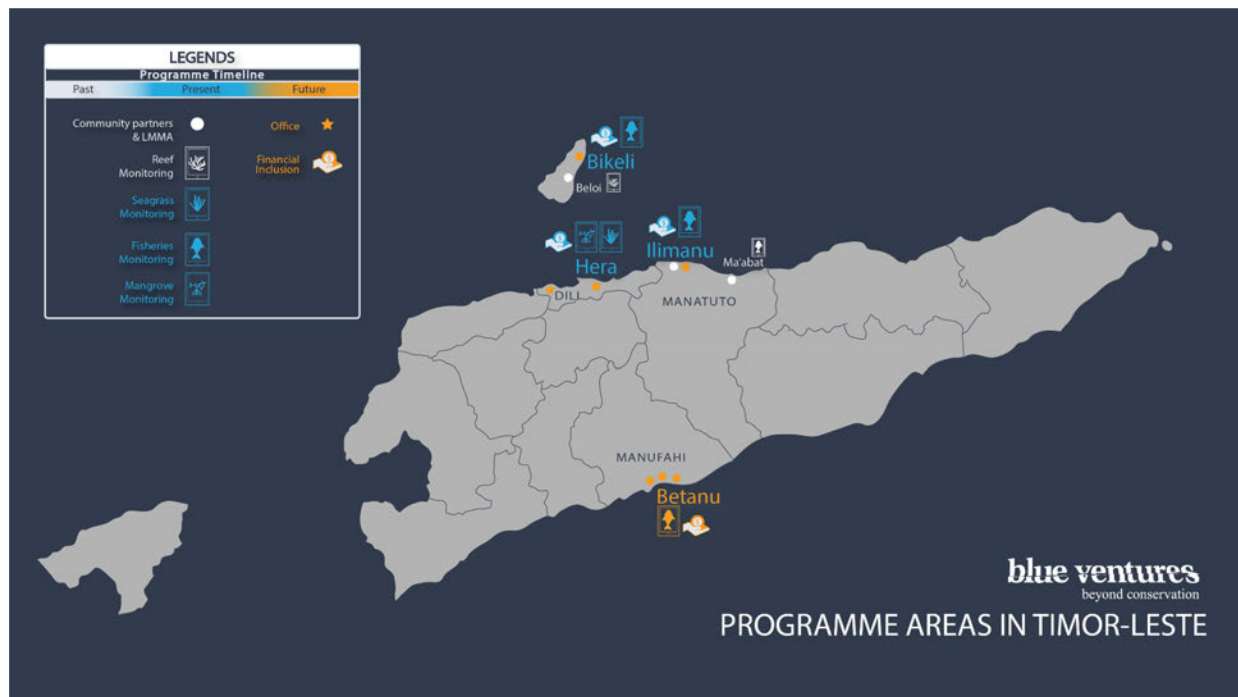 LEGENDS
Programme Timeline
Past Present Future
Community partners
& LMMA
Office
Reef
Monitoring
Financial
Inclusion
Seagrass
Monitoring
Fisheries
Monitoring
Mangrove
Monitoring
Bikeli
Beloi
Hera
Ilimanu
Ma'abat
DILI
MANATUTO
MANUFAHI
Betanu
blue ventures
beyond conservation
PROGRAMME AREAS IN TIMOR-LESTE